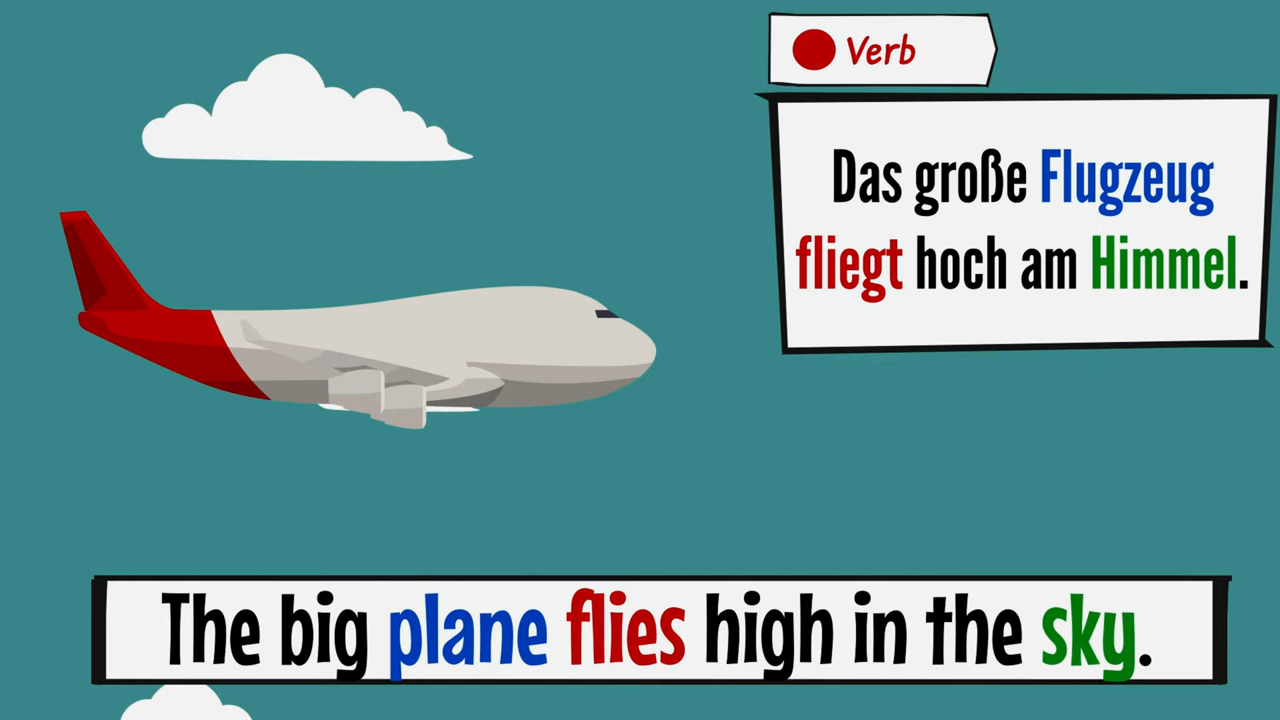 Verb
Das große Flugzeug
fliegt hoch am Himmel.
The big plane flies high in the sky.